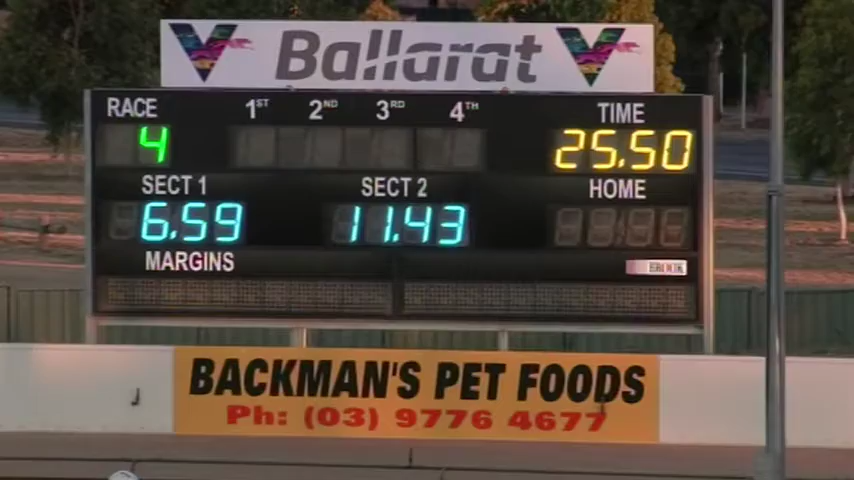 Ballarat
RACE 1ST 2ND 3RD 4TH TIME
4 25.50
SECT 1 SECT 2 HOME
6.59 11.43
MARGINS
BACKMAN'S PET FOODS
Ph: (03) 9776 4677